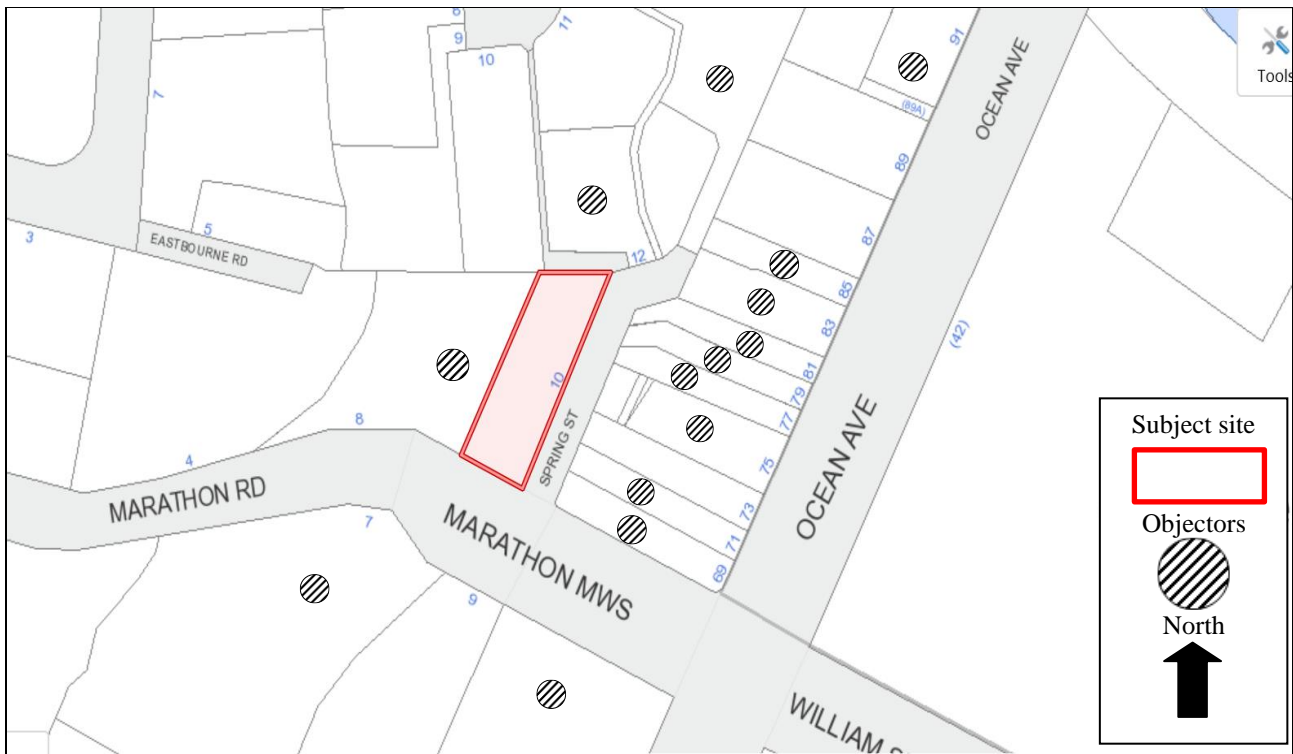 8
9
10
11
91
OCEAN AVE
Tools
(89A)
1
89
5
3
EASTBOURNE RD
12
87
85
83
(42)
81
79
77
10
SPRING ST
75
73
71
69
OCEAN AVE
8
4
MARATHON RD
7
MARATHON MWS
9
WILLIAM S
Subject site
Objectors
North